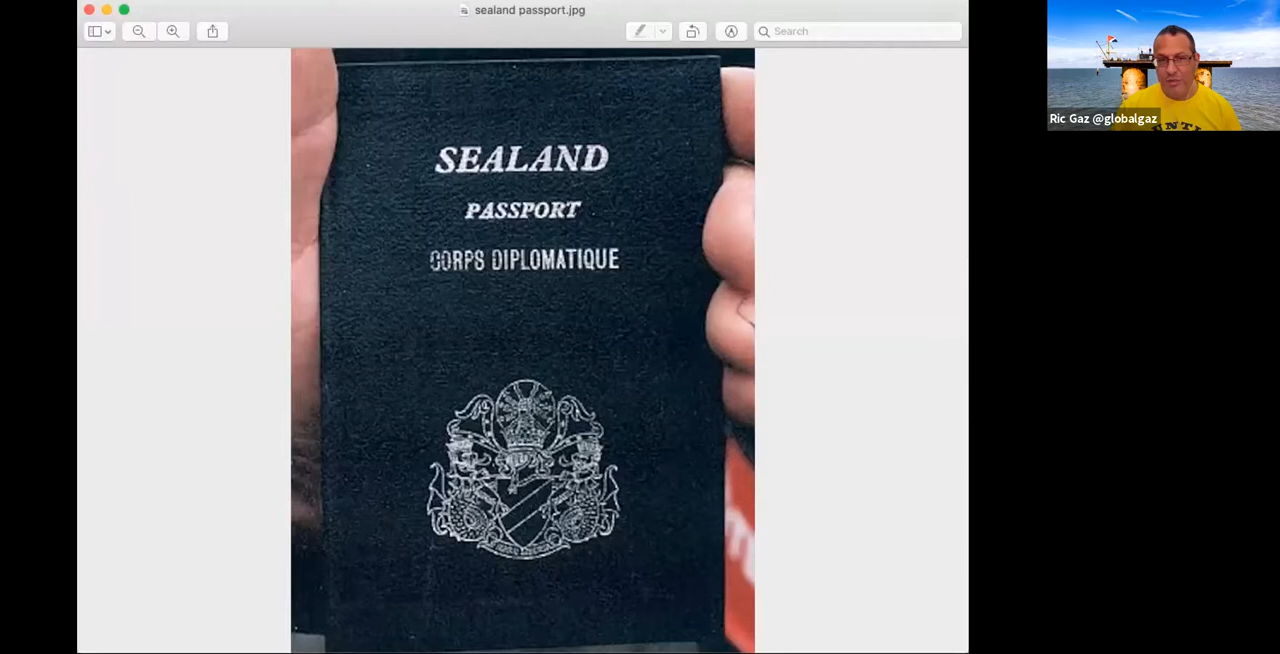 sealand passport.jpg
Search
SEALAND
PASSPORT
CORPS DIPLOMATIQUE
Ric Gaz @globalgaz